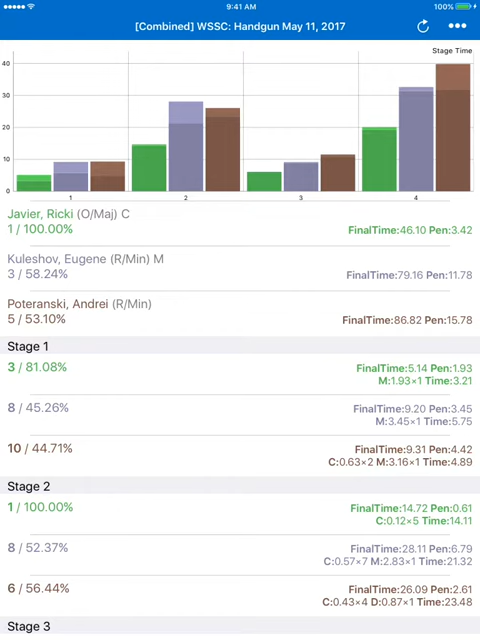 9:41 AM
100%
[Combined] WSSC: Handgun May 11, 2017
Stage Time
40
30
20
10
0
1
2
3
4
Javier, Ricki (O/Maj) C
1 / 100.00%
FinalTime:46.10 Pen:3.42
Kuleshov, Eugene (R/Min) M
3 / 58.24%
FinalTime:79.16 Pen:11.78
Poteranski, Andrei (R/Min)
5 / 53.10%
FinalTime:86.82 Pen:15.78
Stage 1
3 / 81.08%
FinalTime:5.14 Pen:1.93
M:1.93×1 Time:3.21
8 / 45.26%
FinalTime:9.20 Pen:3.45
M:3.45×1 Time:5.75
10 / 44.71%
FinalTime:9.31 Pen:4.42
C:0.63×2 M:3.16×1 Time:4.89
Stage 2
1 / 100.00%
FinalTime:14.72 Pen:0.61
C:0.12×5 Time:14.11
8 / 52.37%
FinalTime:28.11 Pen:6.79
C:0.57×7 M:2.83×1 Time:21.32
6 / 56.44%
FinalTime:26.09 Pen:2.61
C:0.43×4 D:0.87×1 Time:23.48
Stage 3